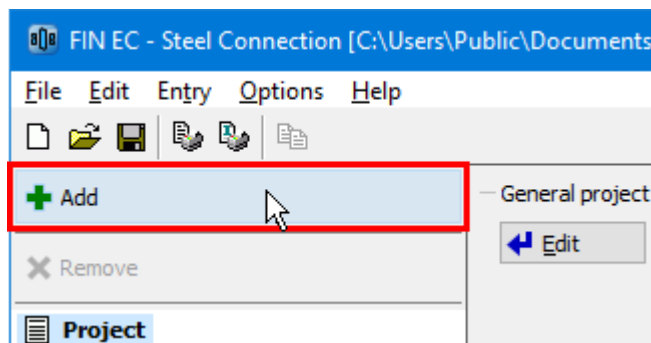 FIN EC - Steel Connection [C:\Users\Public\Documents
File Edit Entry Options Help
Add
General project
Edit
Remove
Project